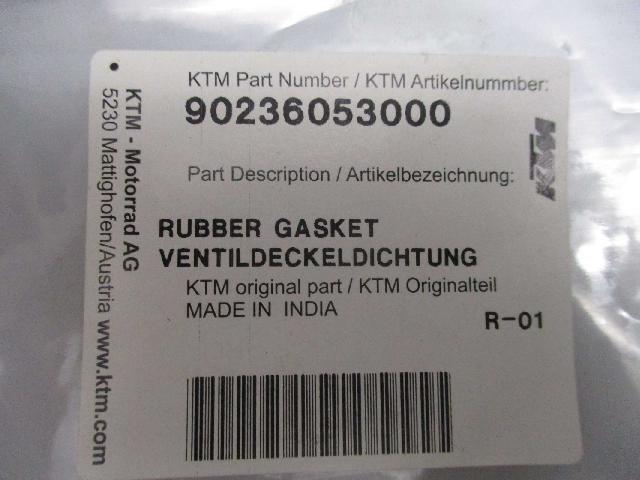 KTM Part Number / KTM Artikelnummber:
90236053000
KTM
Part Description / Artikelbezeichnung:
RUBBER GASKET
VENTILDECKELDICHTUNG
KTM original part / KTM Originalteil
MADE IN INDIA
R-01
KTM - Motorrad AG
5230 Mattighofen/Austria www.ktm.com